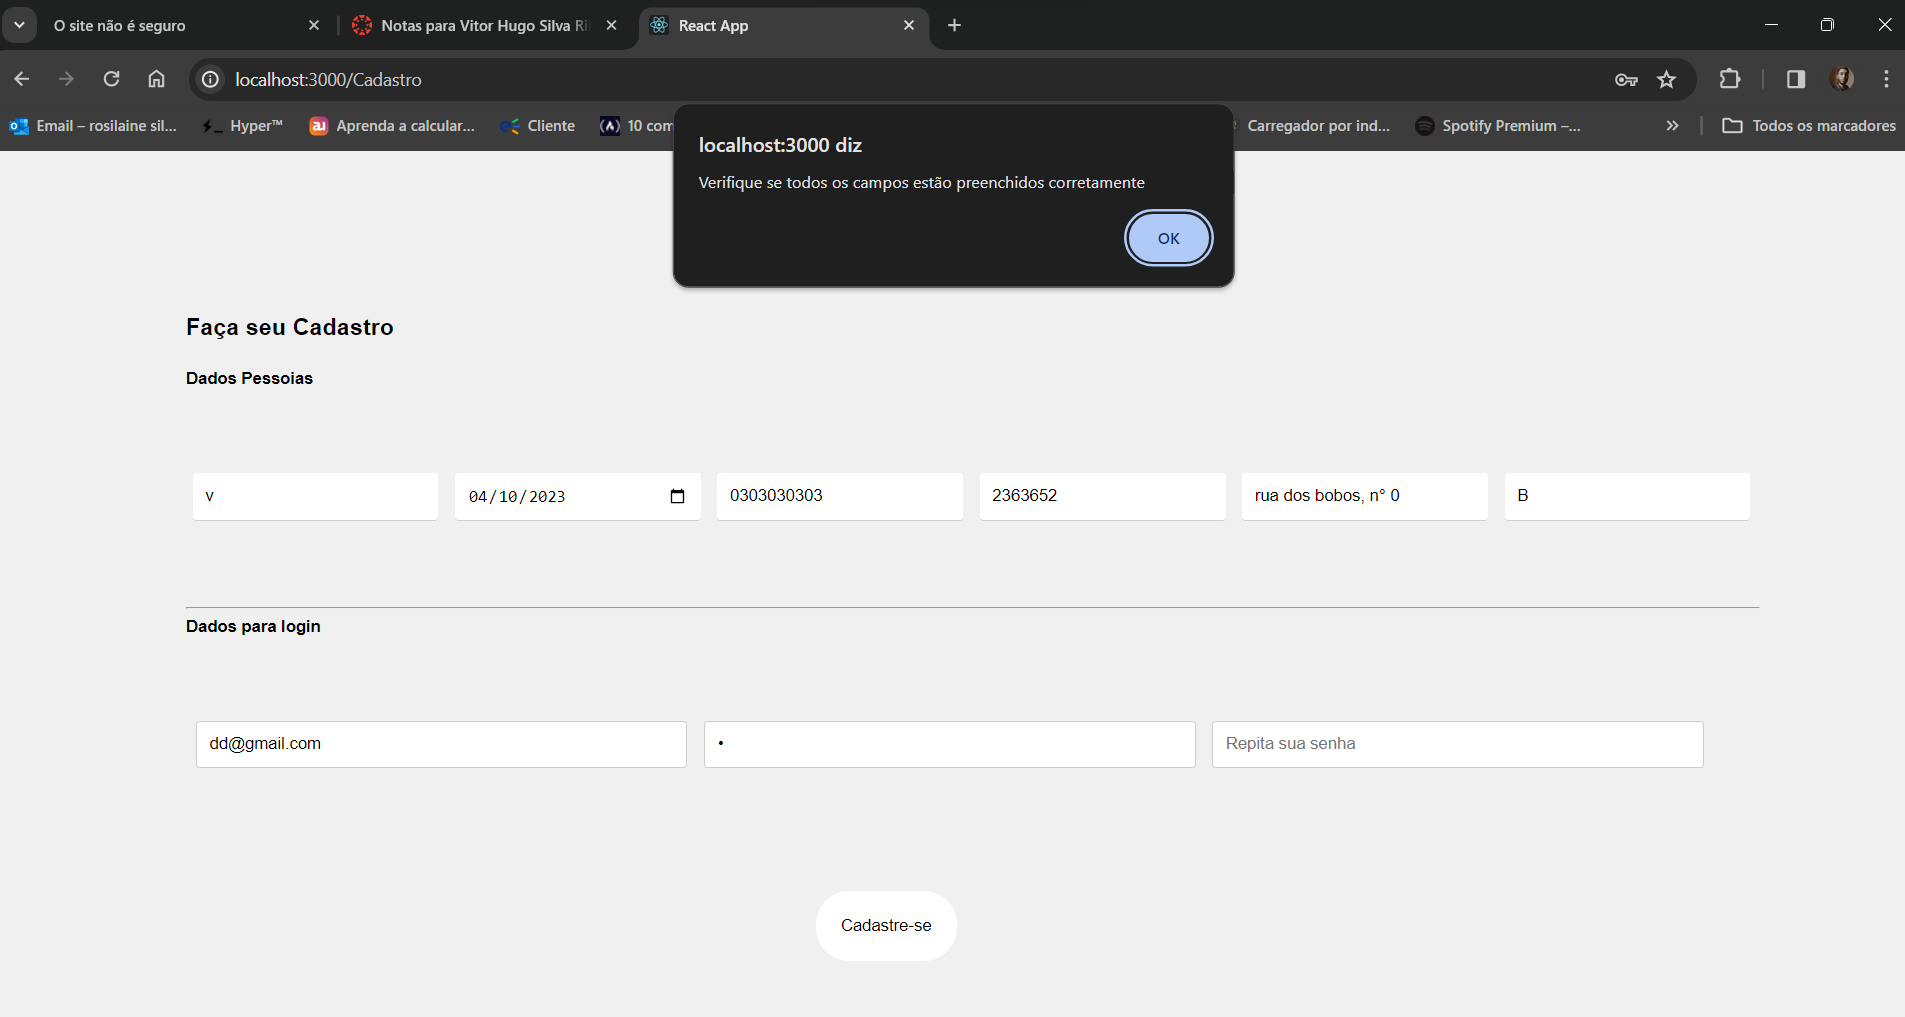 O site não é seguro
Notas para Vitor Hugo Silva
React App
localhost:3000/Cadastro
Email – rosilaine sil...
Hyper™
Aprenda a calcular...
Cliente
10 com
Carregador por ind...
Spotify Premium –...
Todos os marcadores
localhost:3000 diz
Verifique se todos os campos estão preenchidos corretamente
OK
Faça seu Cadastro
Dados Pessoias
v
04/10/2023
0303030303
2363652
rua dos bobos, n° 0
B
Dados para login
dd@gmail.com
•
Repita sua senha
Cadastre-se